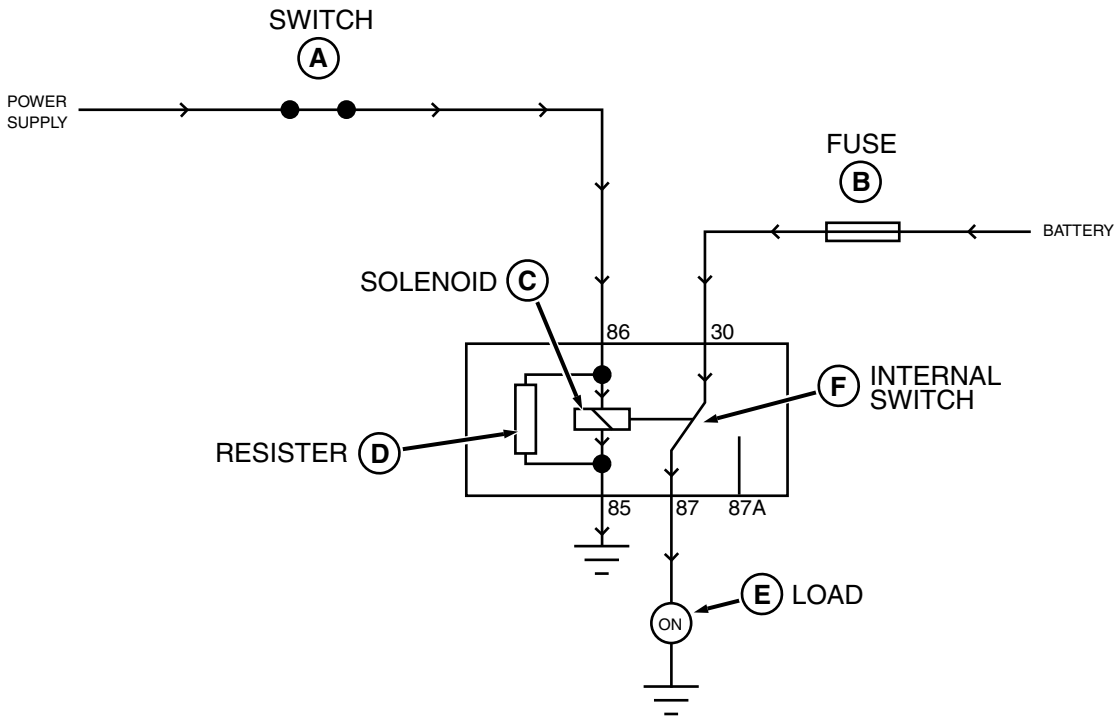 SWITCH
A
POWER
SUPPLY
FUSE
B
BATTERY
SOLENOID C
86
30
F INTERNAL
SWITCH
RESISTER D
85
87
87A
E LOAD
ON